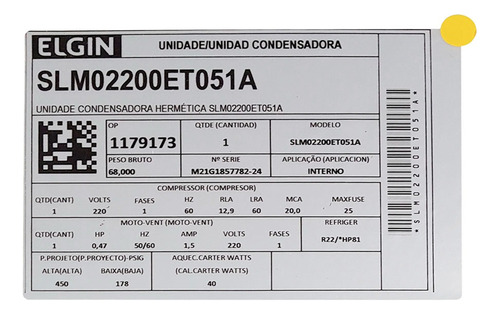 ELGIN
UNIDADE/UNIDAD CONDENSADORA
SLM02200ET051A
UNIDADE CONDENSADORA HERMÉTICA SLM02200ET051A
OP QTDE (CANTIDAD) MODELO
1179173 1 SLM02200ET051A
PESO BRUTO Nº SERIE APLICAÇÃO (APLICACION)
68,000 M21G1857782-24 INTERNO
COMPRESSOR (COMPRESOR)
QTD(CANT) VOLTS FASES HZ RLA LRA MCA MAXFUSE
1 220 1 60 12,9 60 20,0 25
MOTO-VENT (MOTO-VENT) REFRIGER
QTD(CANT) HP HZ AMP VOLTS FASES
1 0,47 50/60 1,5 220 1 R22/*HP81
P.PROJETO(P.PROYECTO)-PSIG AQUEC.CARTER WATTS
ALTA(ALTA) BAIXA(BAJA) (CAL.CARTER WATTS)
450 178 40
*SLM02200ET051A*